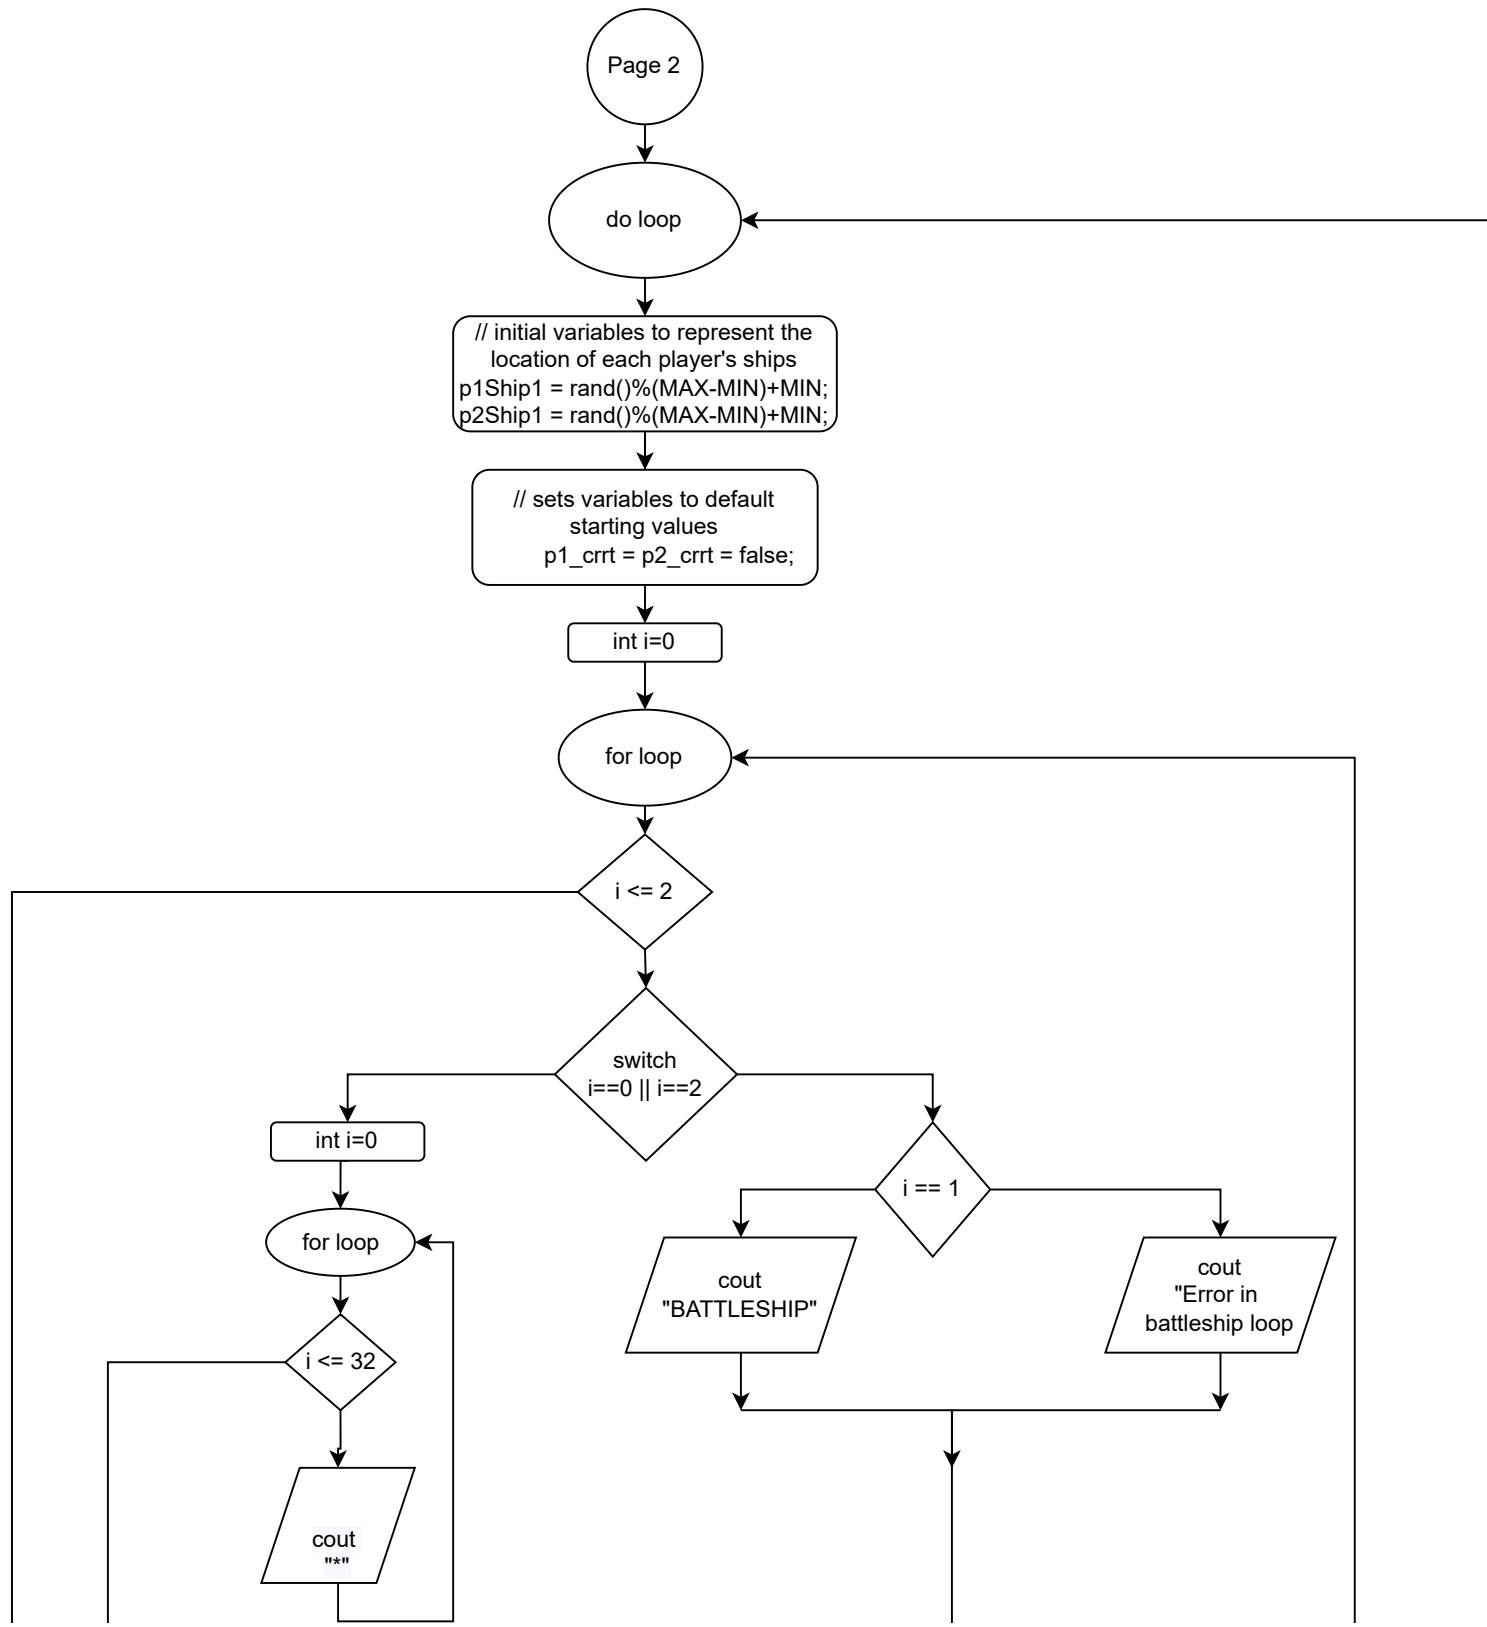 Page 2
do loop
// initial variables to represent the
location of each player's ships
p1Ship1 = rand()%(MAX-MIN)+MIN;
p2Ship1 = rand()%(MAX-MIN)+MIN;
// sets variables to default
starting values
p1_crrt = p2_crrt = false;
int i=0
for loop
i <= 2
switch
i==0 || i==2
int i=0
for loop
i <= 32
cout
"*"
i == 1
cout
"BATTLESHIP"
cout
"Error in
battleship loop